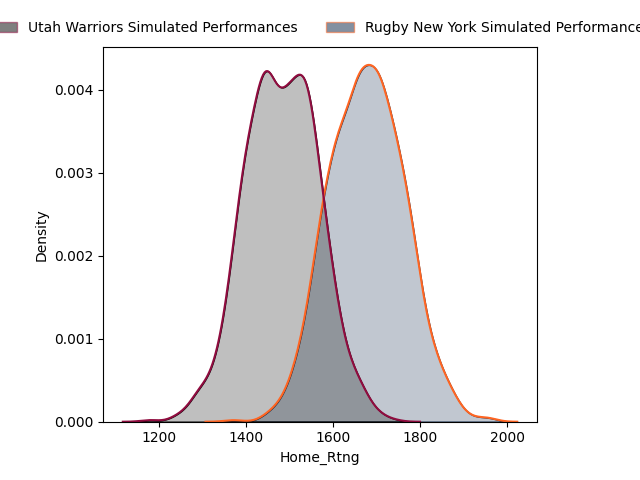 Utah Warriors Simulated Performances Rugby New York Simulated Performance
0.004
0.003
0.002
0.001
0.000
Density
1200 1400 1600 1800 2000
Home_Rtng